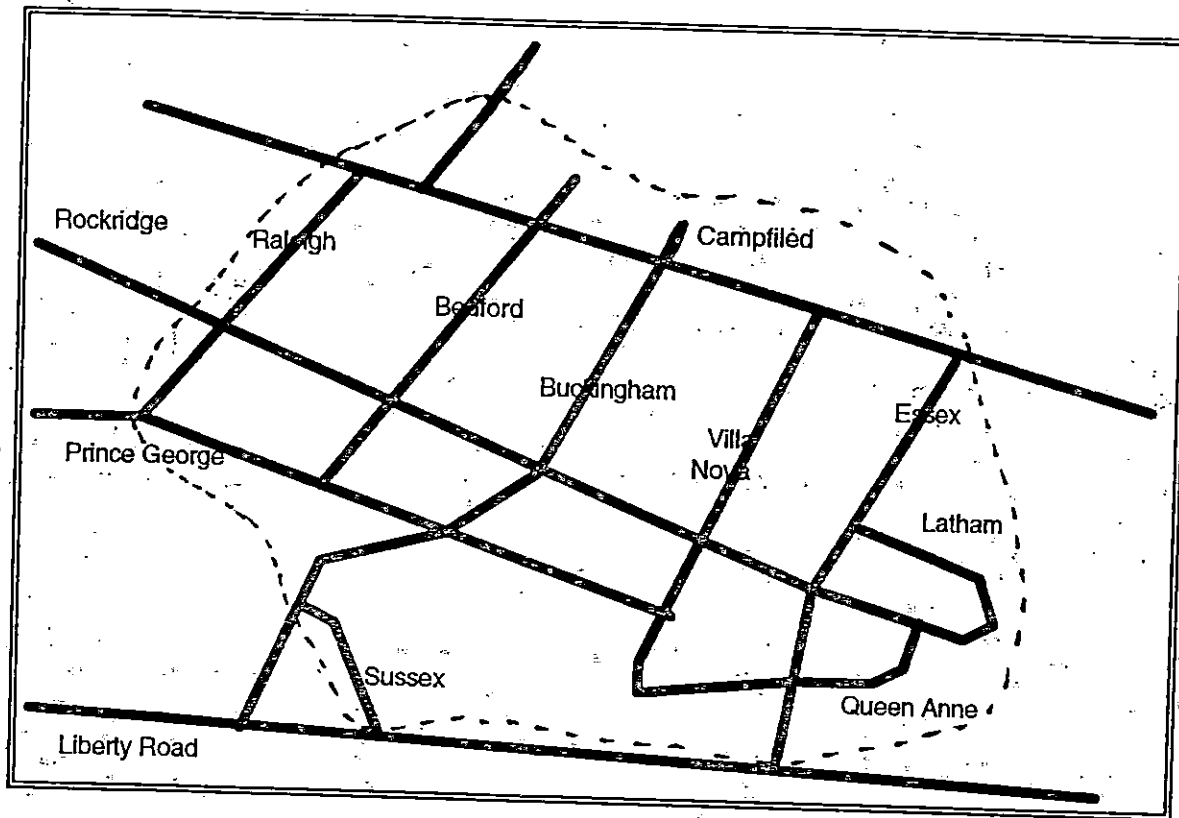 Rockridge
Raleigh
Campfiled
Bedford
Buckingham
Essex
Villa
Nova
Prince George
Latham
Sussex
Queen Anne
Liberty Road